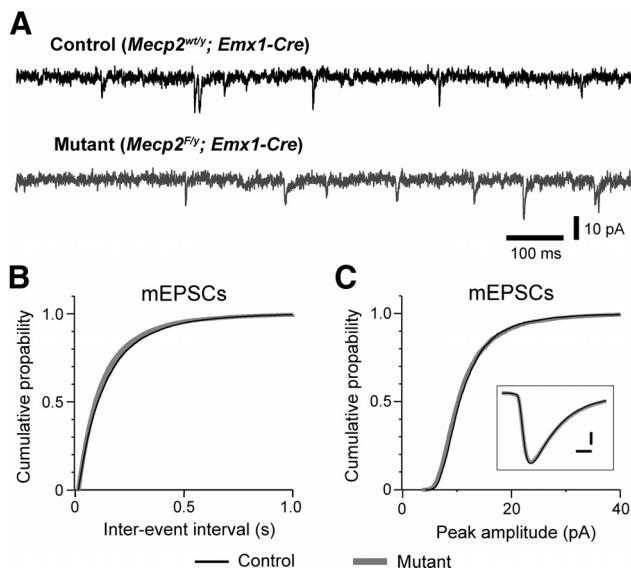 A
Control (Mecp2wt/y; Emx1-Cre)
Mutant (Mecp2F/y; Emx1-Cre)
10 pA
100 ms
B
mEPSCs
Cumulative propability
1.0
0.5
0
0
0.5
1.0
Inter-event interval (s)
C
mEPSCs
Cumulative propability
1.0
0.5
0
0
20
40
Peak amplitude (pA)
Control
Mutant